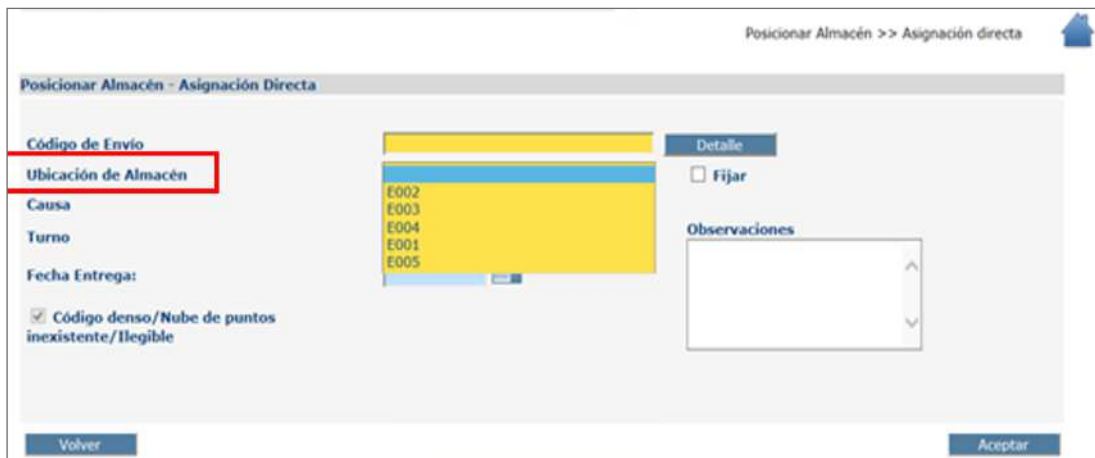 Posicionar Almacén >> Asignación directa
Posicionar Almacén - Asignación Directa
Código de Envío
Detalle
Ubicación de Almacén
Fijar
E002
E003
E004
E001
E005
Causa
Turno
Observaciones
Fecha Entrega:
Código denso/Nube de puntos
inexistente/Ilegible
Volver
Aceptar